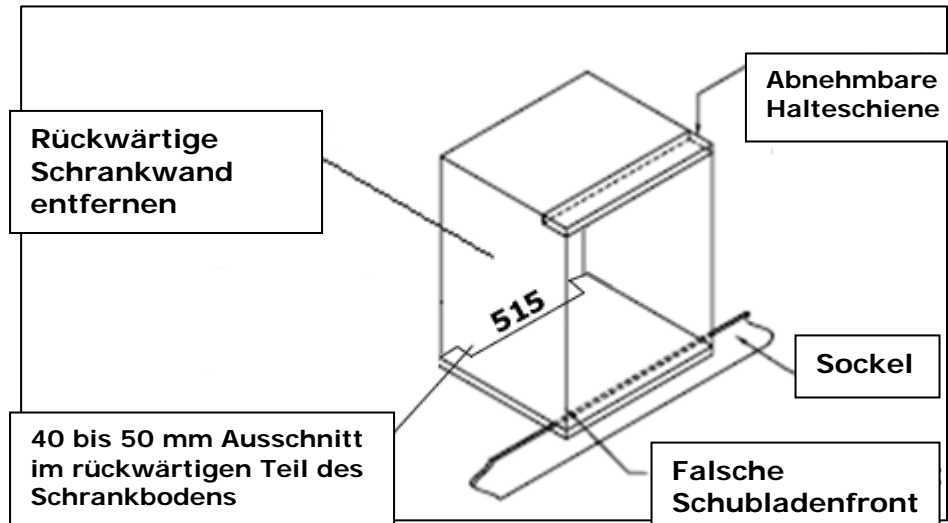 Abnehmbare
Halteschiene
Rückwärtige
Schrankwand
entfernen
515
Sockel
40 bis 50 mm Ausschnitt
im rückwärtigen Teil des
Schrankbodens
Falsche
Schubladenfront